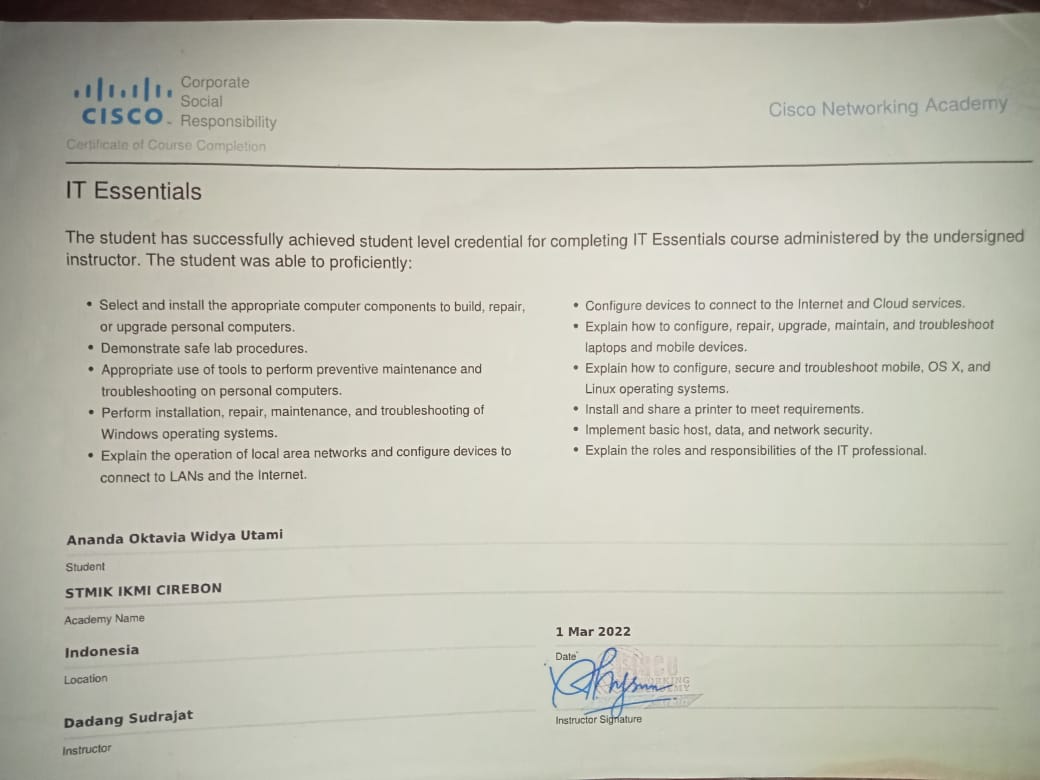 CISCO
Corporate
Social
Responsibility
Cisco Networking Academy
Certificate of Course Completion
IT Essentials
The student has successfully achieved student level credential for completing IT Essentials course administered by the undersigned
instructor. The student was able to proficiently:
• Select and install the appropriate computer components to build, repair,
or upgrade personal computers.
• Demonstrate safe lab procedures.
• Appropriate use of tools to perform preventive maintenance and
troubleshooting on personal computers.
• Perform installation, repair, maintenance, and troubleshooting of
Windows operating systems.
• Explain the operation of local area networks and configure devices to
connect to LANs and the Internet.
• Configure devices to connect to the Internet and Cloud services.
• Explain how to configure, repair, upgrade, maintain, and troubleshoot
laptops and mobile devices.
• Explain how to configure, secure and troubleshoot mobile, OS X, and
Linux operating systems.
• Install and share a printer to meet requirements.
• Implement basic host, data, and network security.
• Explain the roles and responsibilities of the IT professional.
Ananda Oktavia Widya Utami
Student
STMIK IKMI CIREBON
Academy Name
Indonesia
Location
Dadang Sudrajat
Instructor
1 Mar 2022
Date
Instructor Signature